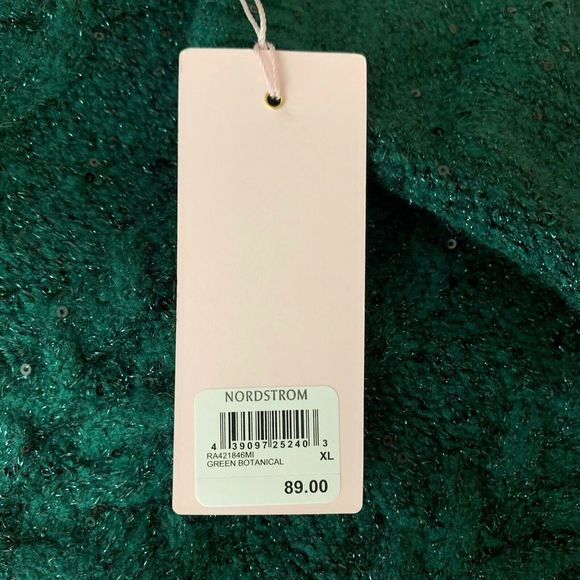 NORDSTROM
4 39097 25240 3
RA421846MI XL
GREEN BOTANICAL
89.00